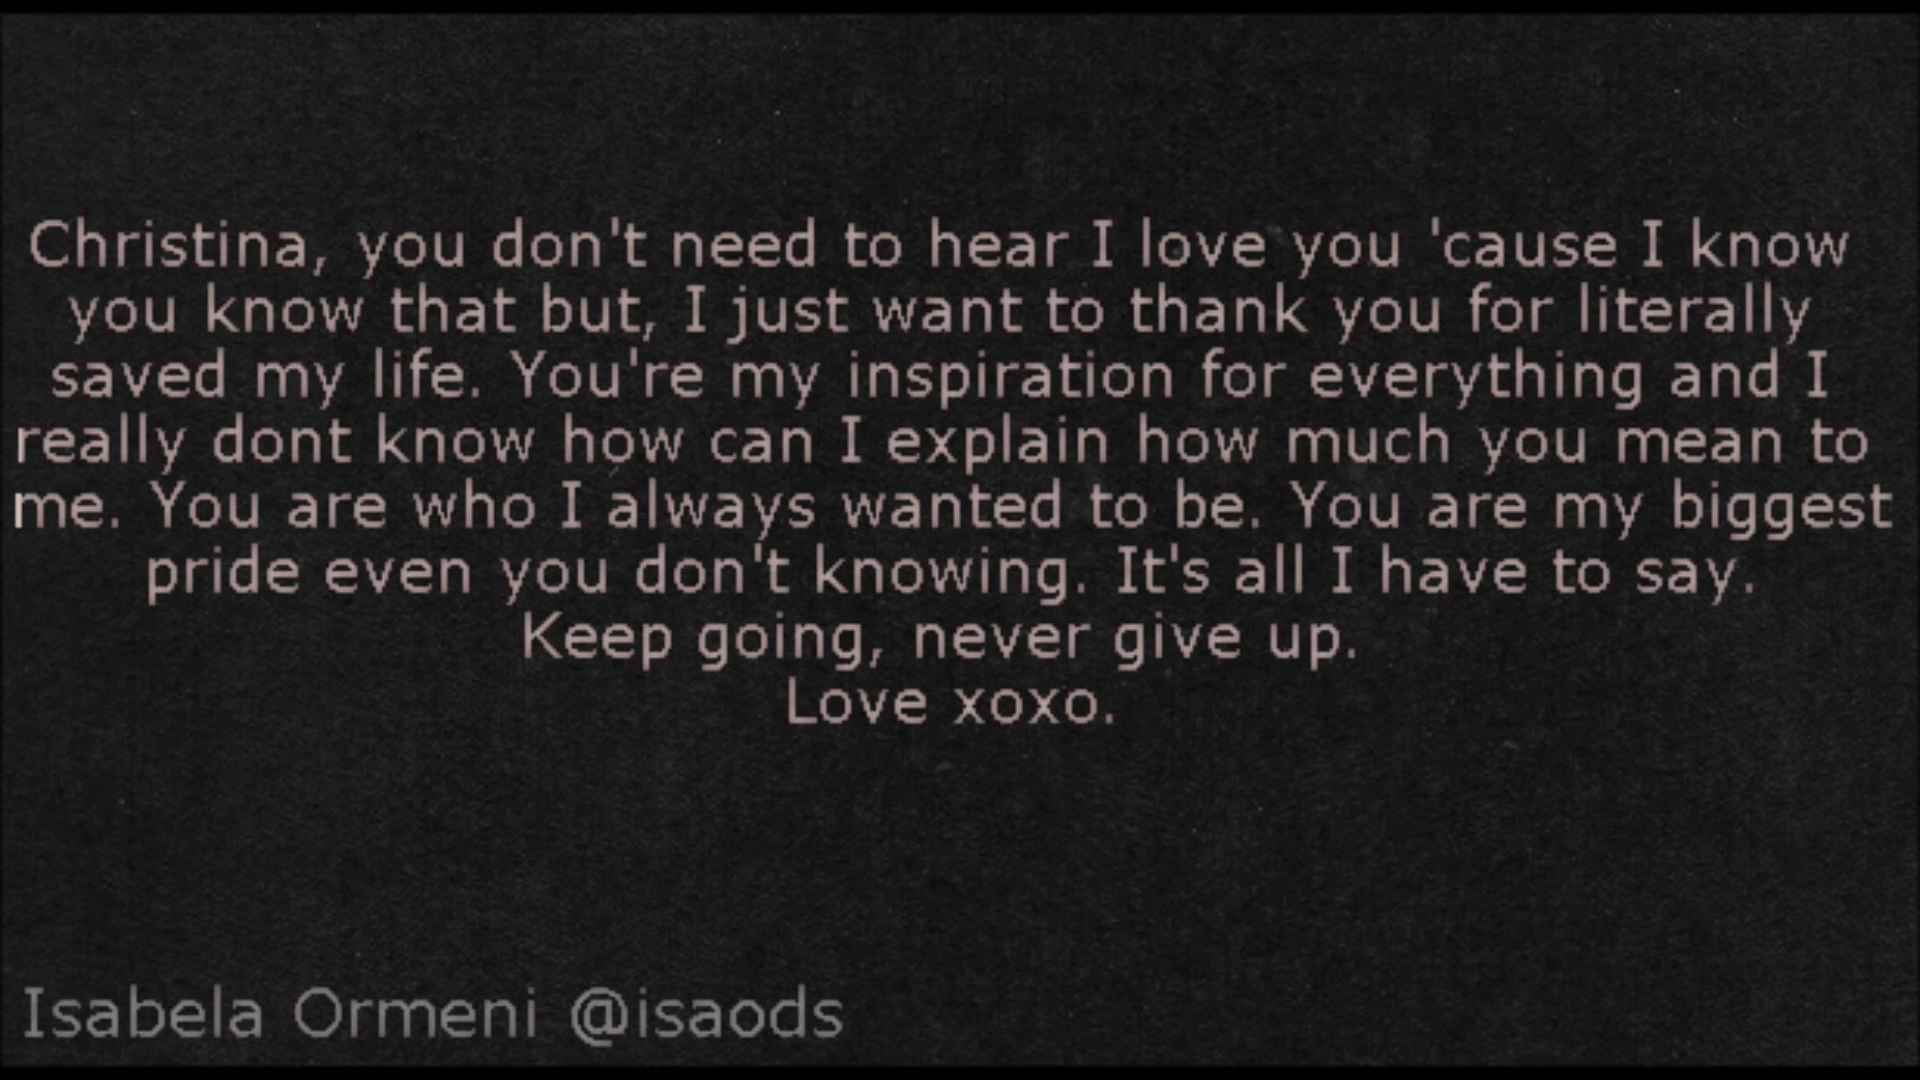 Christina, you don't need to hear I love you 'cause I know
you know that but, I just want to thank you for literally
saved my life. You're my inspiration for everything and I
really dont know how can I explain how much you mean to
me. You are who I always wanted to be. You are my biggest
pride even you don't knowing. It's all I have to say.
Keep going, never give up.
Love xoxo.
Isabela Ormeni @isaods